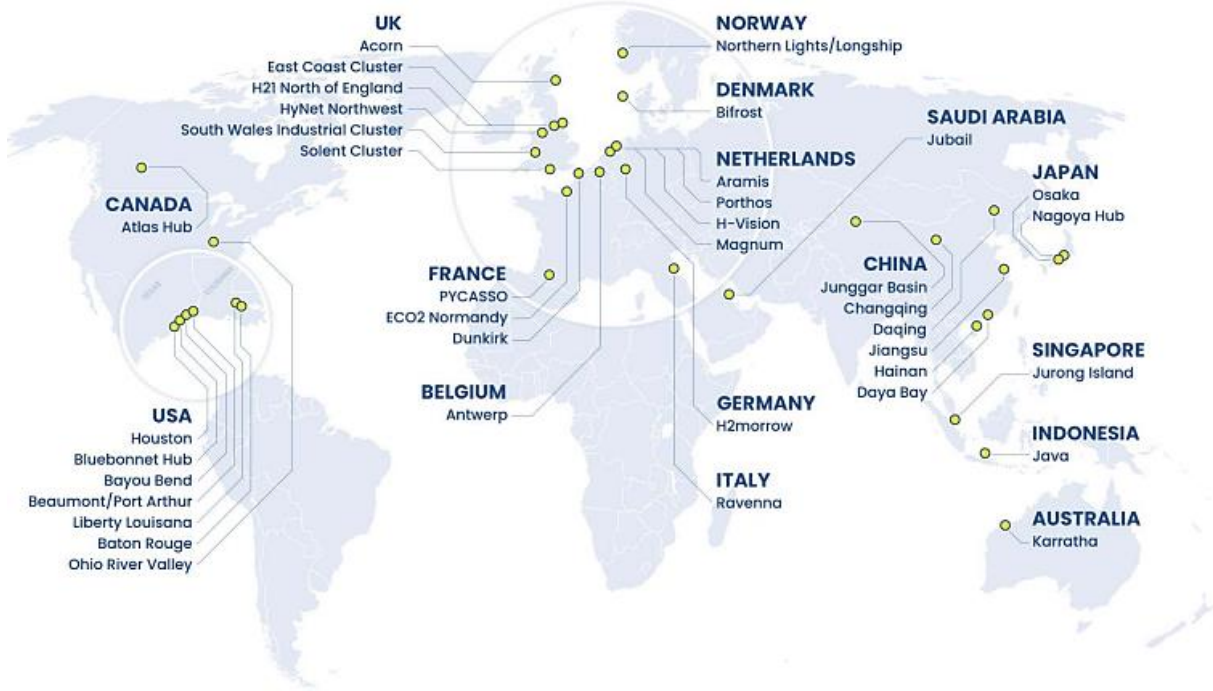 UK
Acorn
East Coast Cluster
H21 North of England
HyNet Northwest
South Wales Industrial Cluster
Solent Cluster
NORWAY
Northern Lights/Longship
DENMARK
Bifrost
SAUDI ARABIA
Jubail
NETHERLANDS
Aramis
Porthos
H-Vision
Magnum
JAPAN
Osaka
Nagoya Hub
CANADA
Atlas Hub
TEXAS
LOUISIANA
FRANCE
PYCASSO
ECO2 Normandy
Dunkirk
CHINA
Junggar Basin
Changqing
Daqing
Jiangsu
Hainan
Daya Bay
SINGAPORE
Jurong Island
BELGIUM
Antwerp
GERMANY
H2morrow
USA
Houston
Bluebonnet Hub
Bayou Bend
Beaumont/Port Arthur
Liberty Louisana
Baton Rouge
Ohio River Valley
INDONESIA
Java
ITALY
Ravenna
AUSTRALIA
Karratha